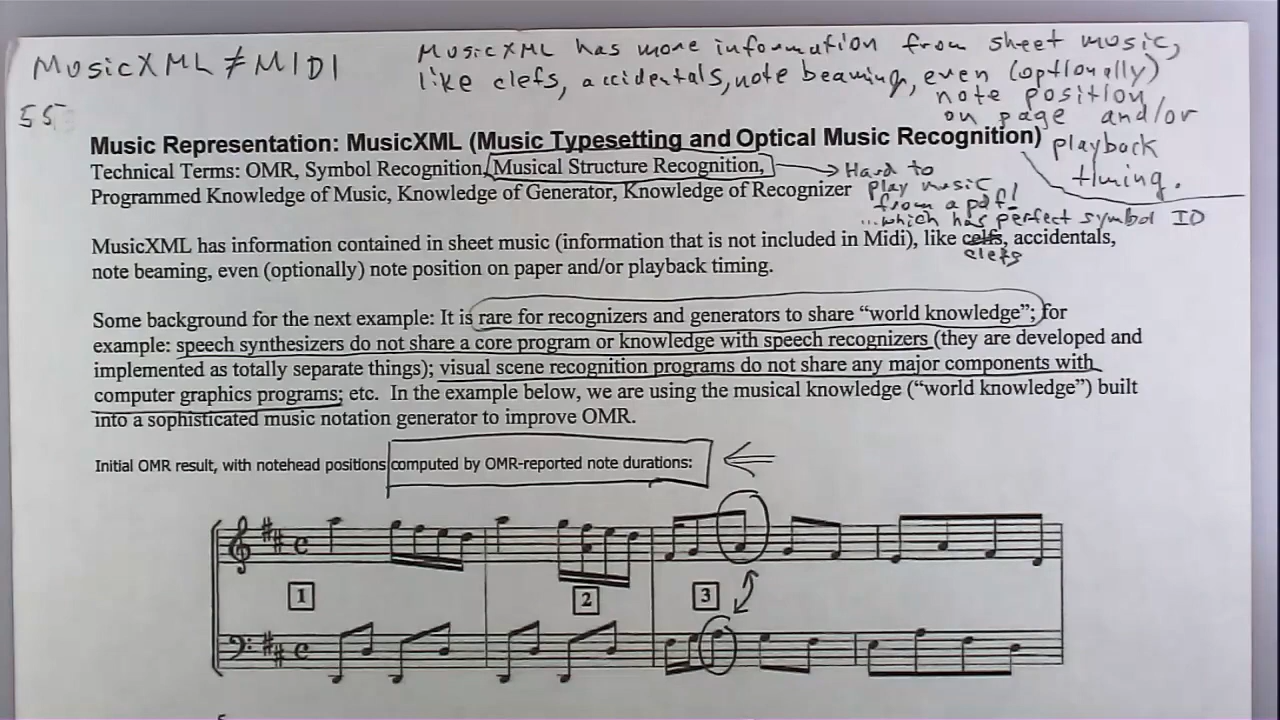 MusicXML ≠ MIDI
MusicXML has more information from sheet music,
like clefs, accidentals, note beaming, even (optionally)
note position
on page and/or
playback
timing.
55
Music Representation: MusicXML (Music Typesetting and Optical Music Recognition)
Technical Terms: OMR, Symbol Recognition, Musical Structure Recognition,
Programmed Knowledge of Music, Knowledge of Generator, Knowledge of Recognizer
→ Hard to
play music
from a pdf!
...which has perfect symbol ID
MusicXML has information contained in sheet music (information that is not included in Midi), like celfs, accidentals,
clefs
note beaming, even (optionally) note position on paper and/or playback timing.
Some background for the next example: It is rare for recognizers and generators to share “world knowledge”; for
example: speech synthesizers do not share a core program or knowledge with speech recognizers (they are developed and
implemented as totally separate things); visual scene recognition programs do not share any major components with
computer graphics programs; etc. In the example below, we are using the musical knowledge (“world knowledge”) built
into a sophisticated music notation generator to improve OMR.
Initial OMR result, with notehead positions computed by OMR-reported note durations:
1
2
3